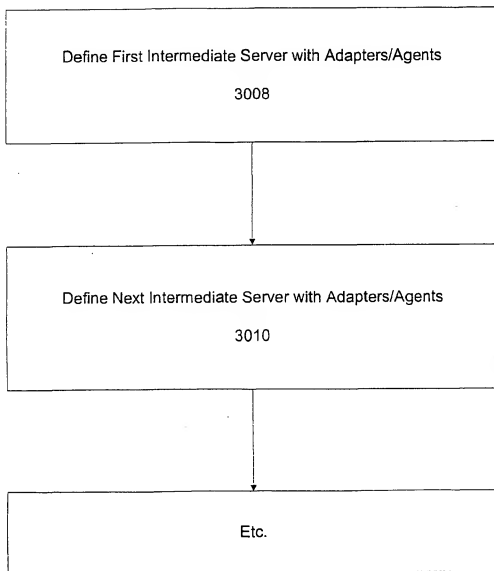 Define First Intermediate Server with Adapters/Agents
3008
Define Next Intermediate Server with Adapters/Agents
3010
Etc.